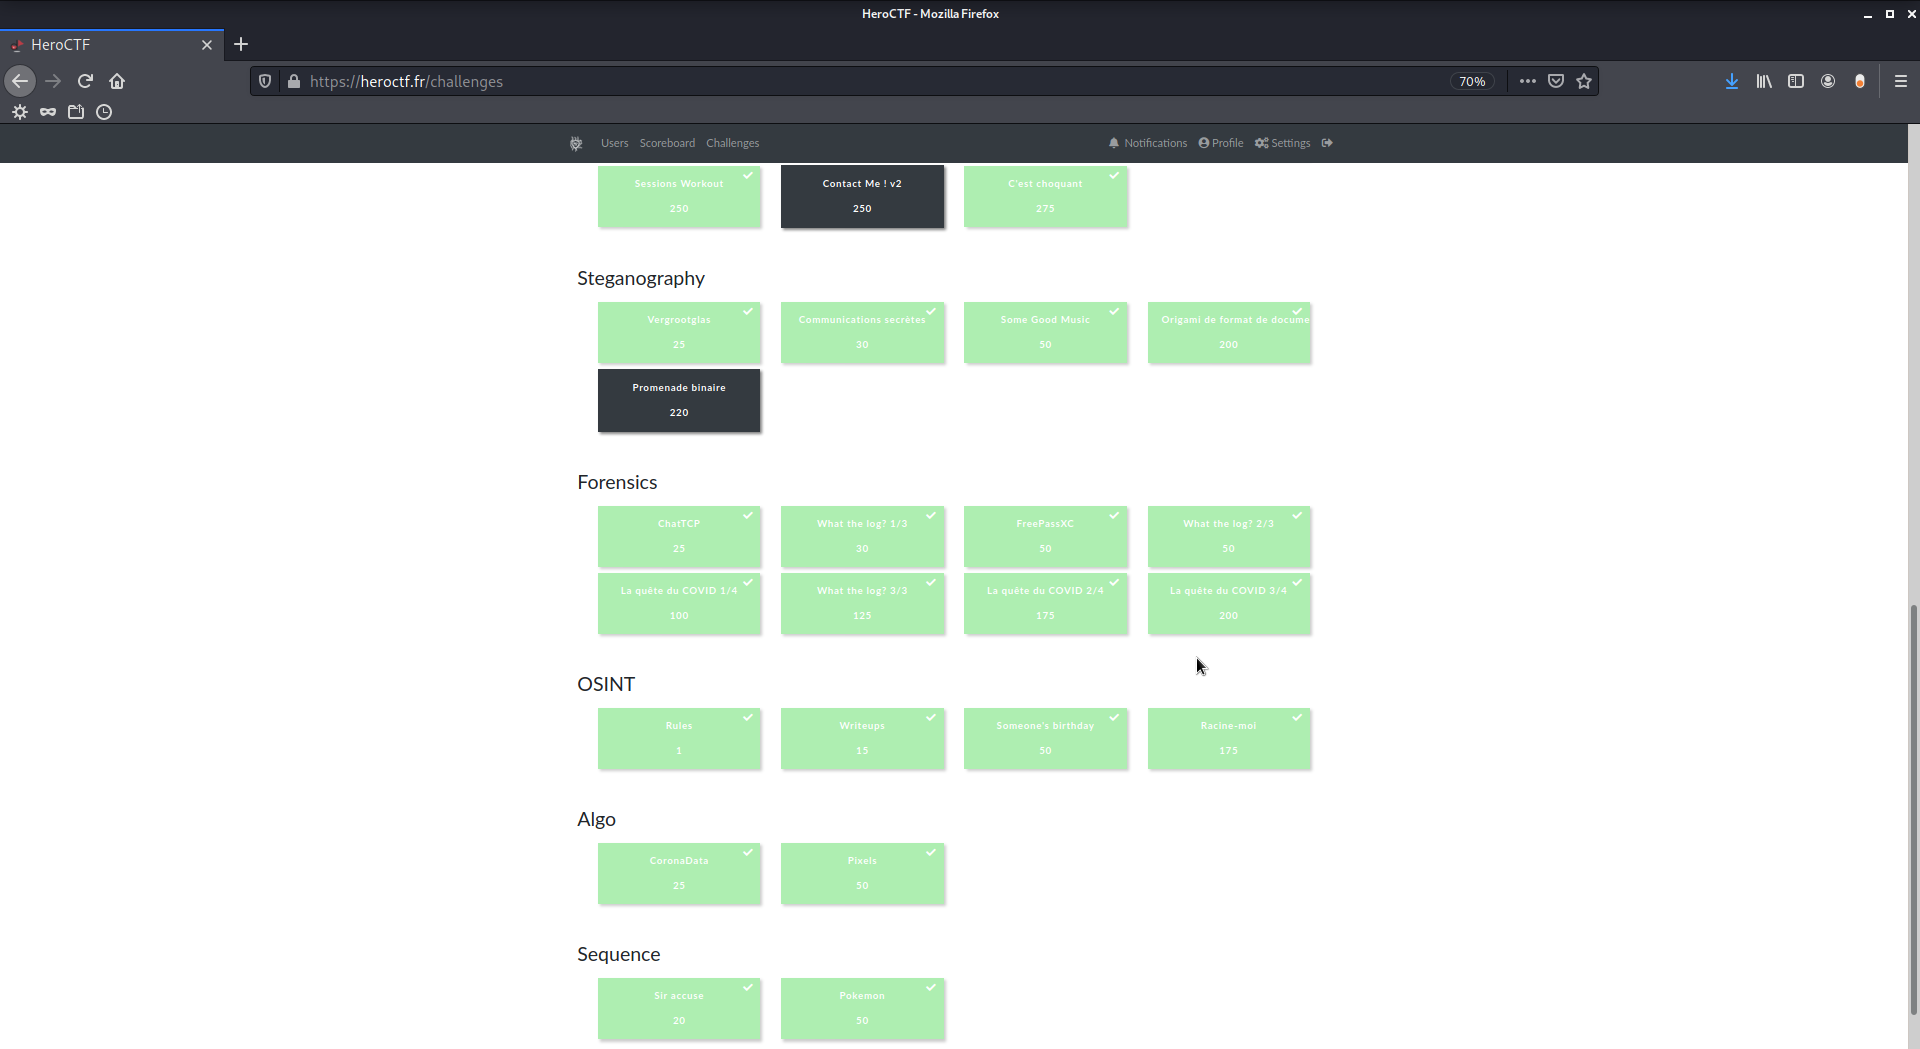 HeroCTF - Mozilla Firefox
HeroCTF
https://heroctf.fr/challenges
70%
Users Scoreboard Challenges
Notifications Profile Settings
Sessions Workout Contact Me ! v2 C'est choquant
250 250 275
Steganography
Vergrootglas Communications secrètes Some Good Music Origami de format de docume
25 30 50 200
Promenade binaire
220
Forensics
ChatTCP What the log? 1/3 FreePassXC What the log? 2/3
25 30 50 50
La quête du COVID 1/4 What the log? 3/3 La quête du COVID 2/4 La quête du COVID 3/4
100 125 175 200
OSINT
Rules Writeups Someone's birthday Racine-moi
1 15 50 175
Algo
CoronaData Pixels
25 50
Sequence
Sir accuse Pokemon
20 50